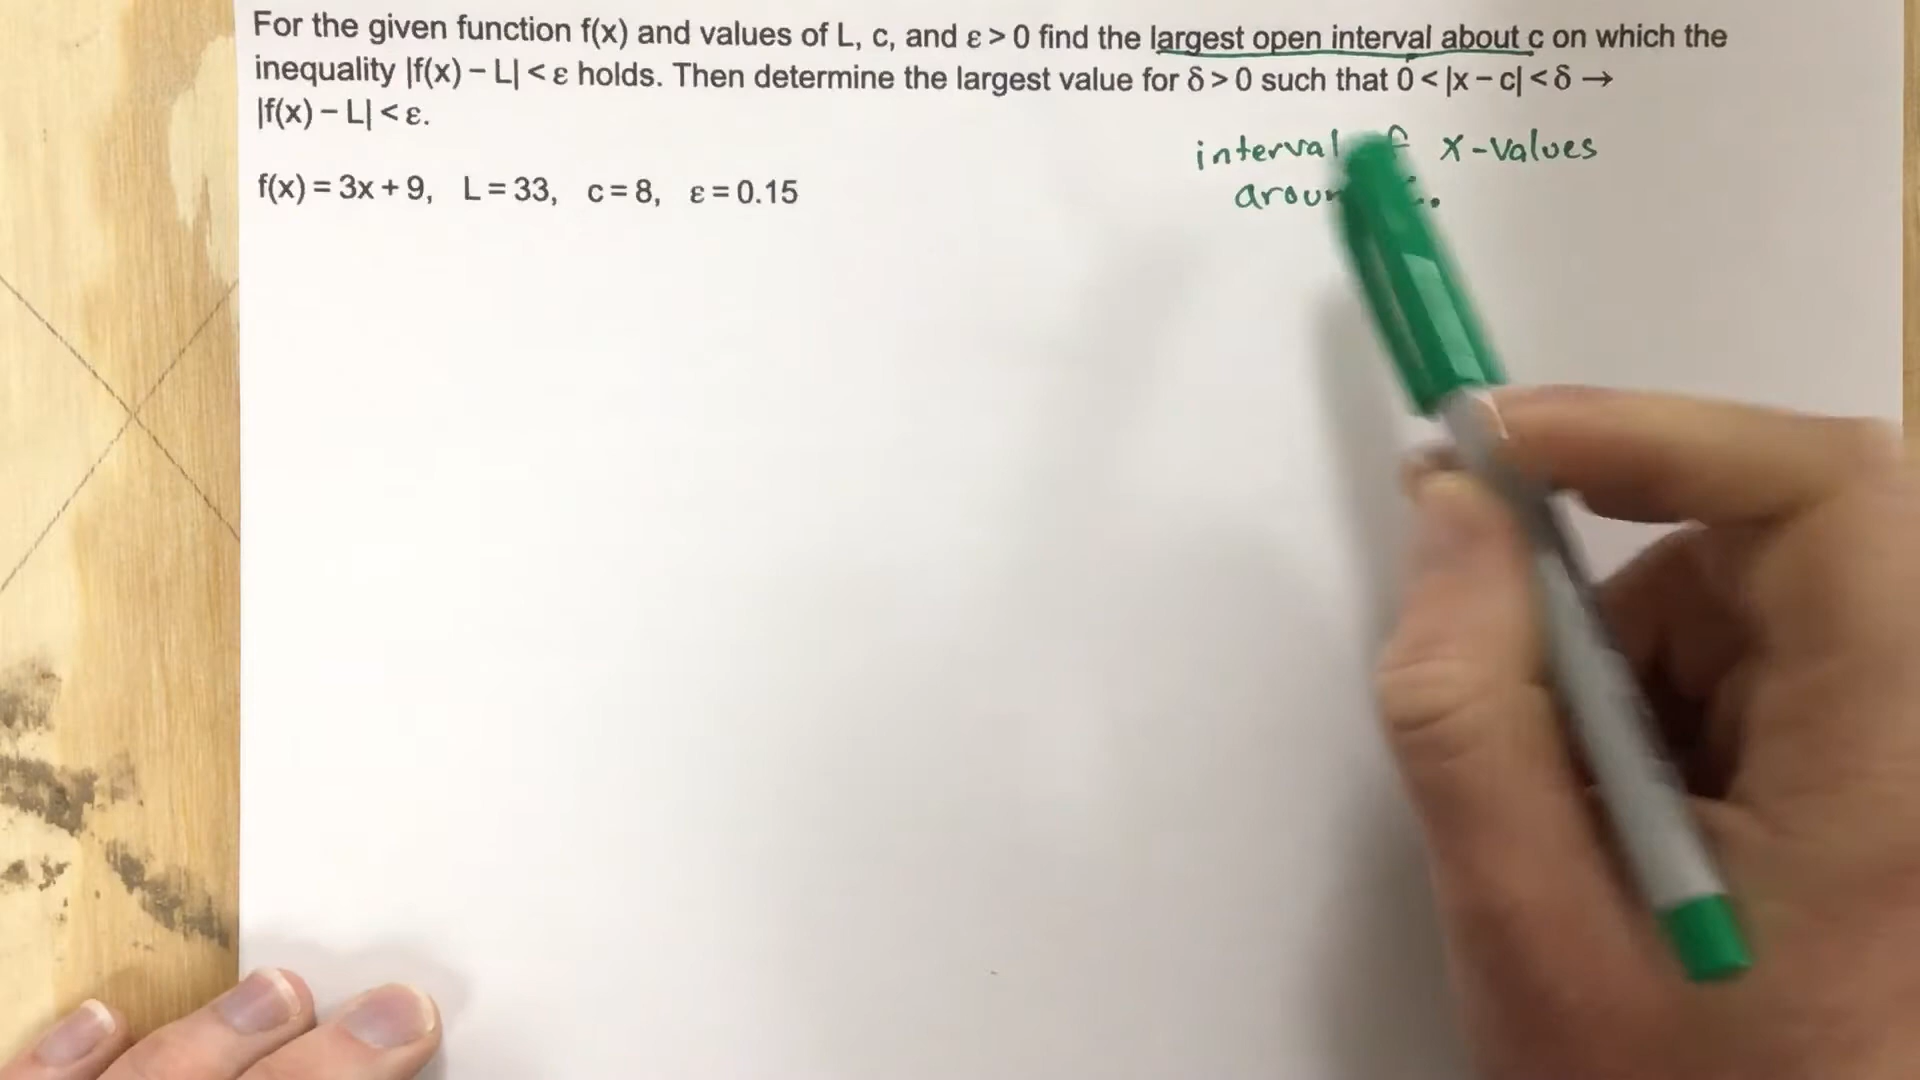 For the given function f(x) and values of L, c, and ε > 0 find the largest open interval about c on which the
inequality |f(x) − L| < ε holds. Then determine the largest value for δ > 0 such that 0 < |x − c| < δ →
|f(x) − L| < ε.
interval x-values
f(x) = 3x + 9, L = 33, c = 8, ε = 0.15